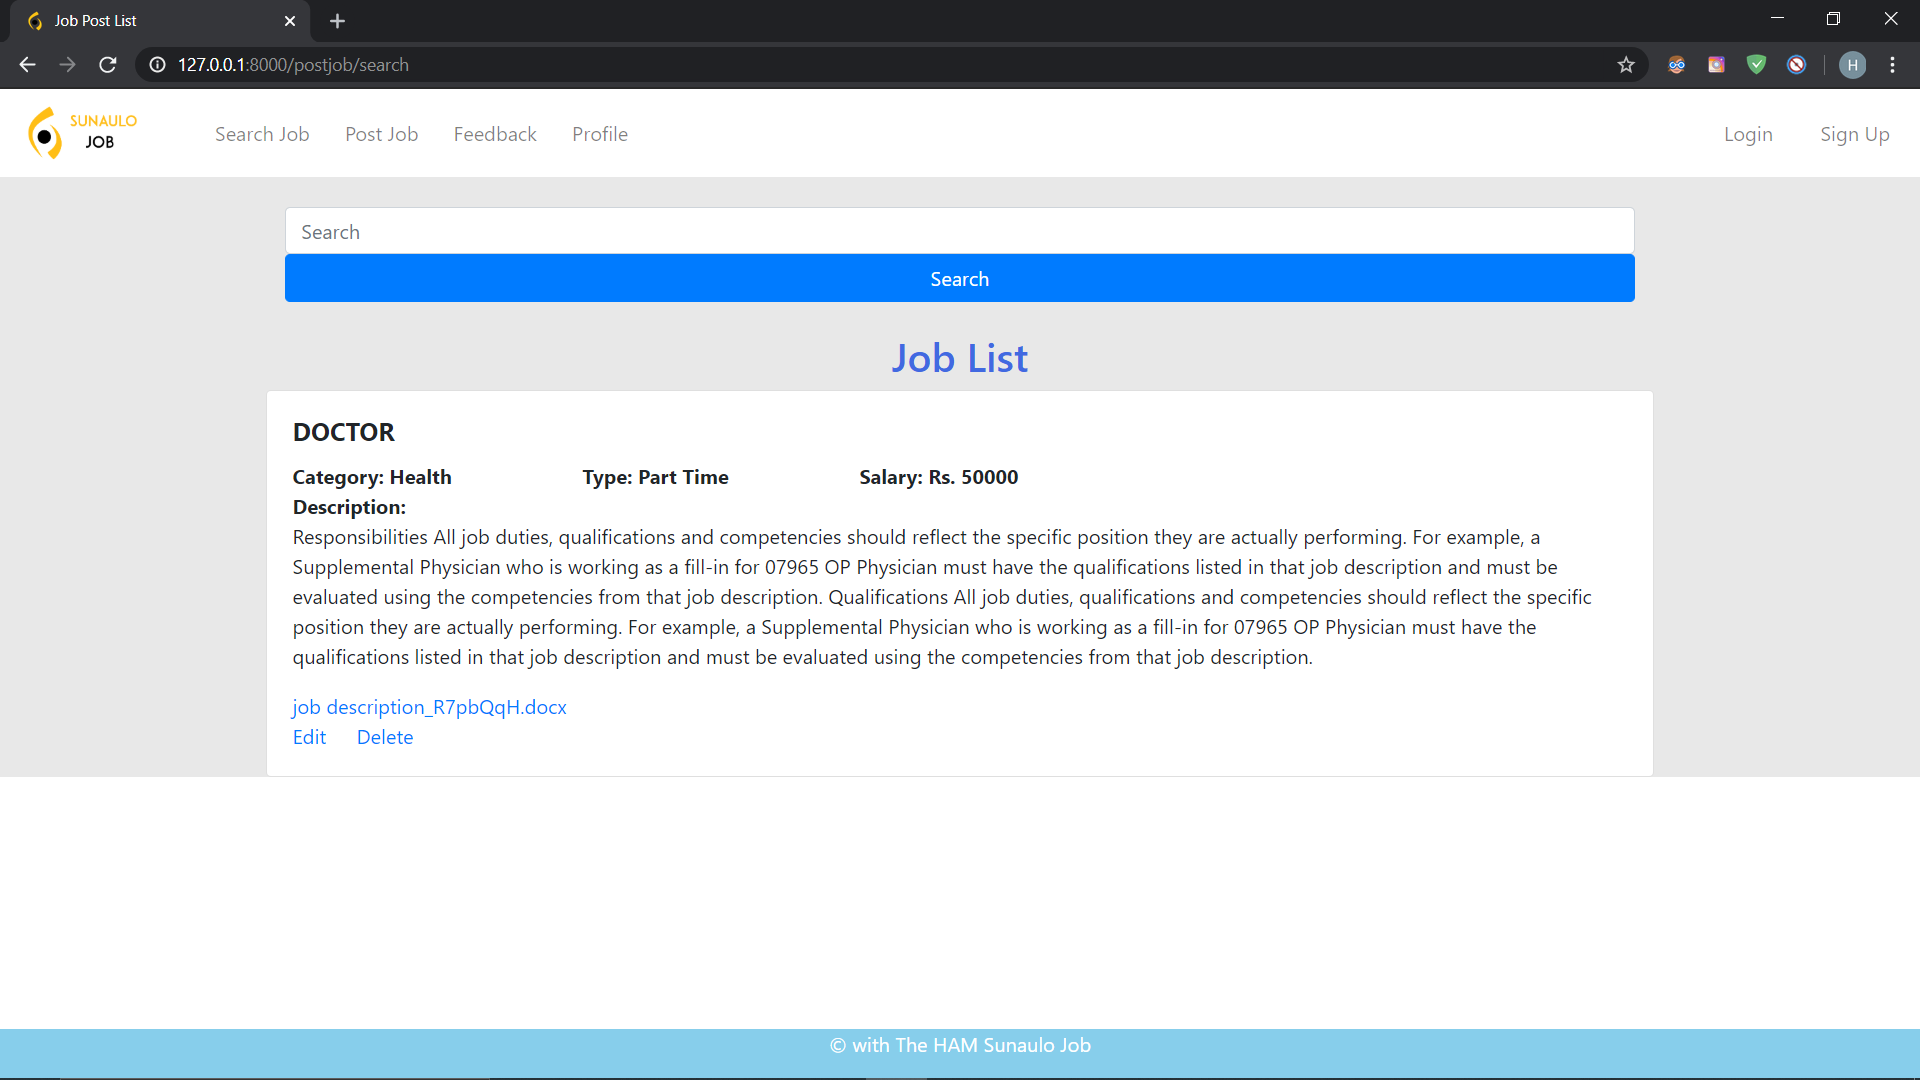 Job Post List
127.0.0.1:8000/postjob/search
H
SUNAULO
JOB
Search Job Post Job Feedback Profile Login Sign Up
Search
Search
Job List
DOCTOR
Category: Health Type: Part Time Salary: Rs. 50000
Description:
Responsibilities All job duties, qualifications and competencies should reflect the specific position they are actually performing. For example, a
Supplemental Physician who is working as a fill-in for 07965 OP Physician must have the qualifications listed in that job description and must be
evaluated using the competencies from that job description. Qualifications All job duties, qualifications and competencies should reflect the specific
position they are actually performing. For example, a Supplemental Physician who is working as a fill-in for 07965 OP Physician must have the
qualifications listed in that job description and must be evaluated using the competencies from that job description.
job description_R7pbQqH.docx
Edit Delete
© with The HAM Sunaulo Job